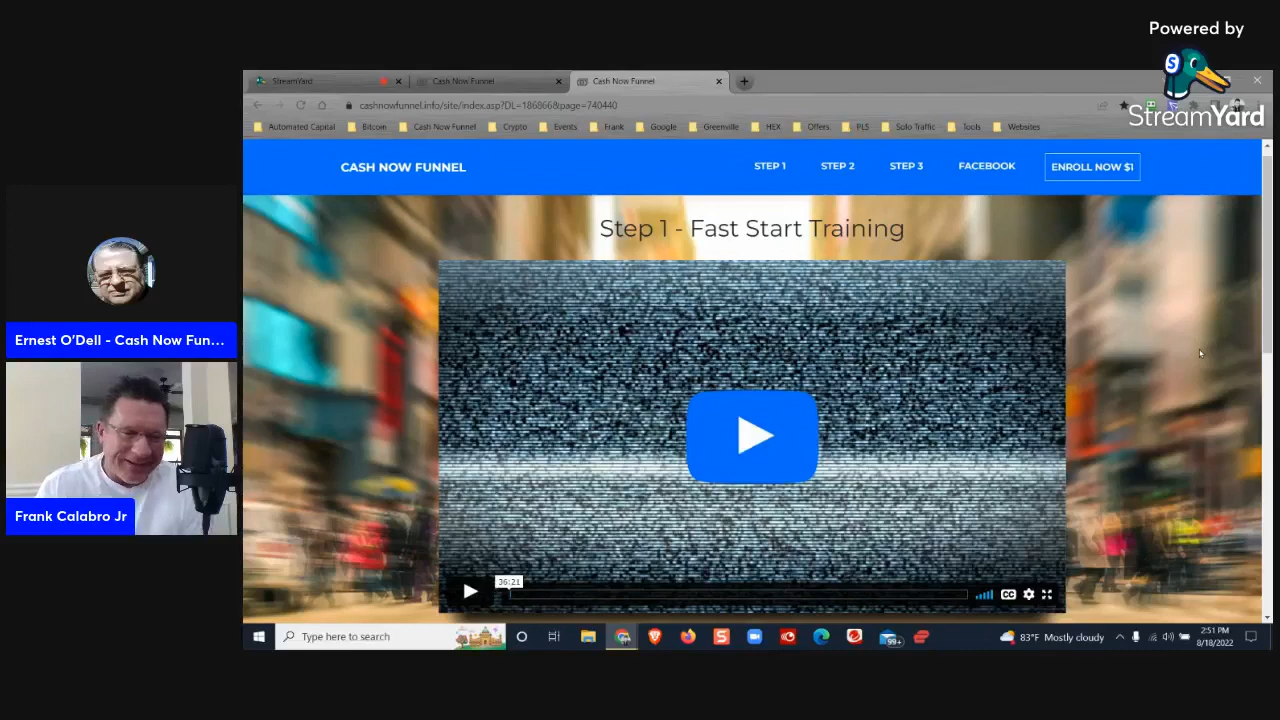 Powered by
StreamYard
StreamYard
Cash Now Funnel
Cash Now Funnel
cashnowfunnel.info/site/index.asp?DL=186866&page=740440
Automated Capital
Bitcoin
Cash Now Funnel
Crypto
Events
Frank
Google
Greenville
HEX
Offers
PLS
Solo Traffic
Tools
Websites
CASH NOW FUNNEL
STEP 1
STEP 2
STEP 3
FACEBOOK
ENROLL NOW $1
Step 1 - Fast Start Training
Ernest O'Dell - Cash Now Fun...
Frank Calabro Jr
36:21
CC
Type here to search
99+
83°F Mostly cloudy
2:51 PM
8/18/2022